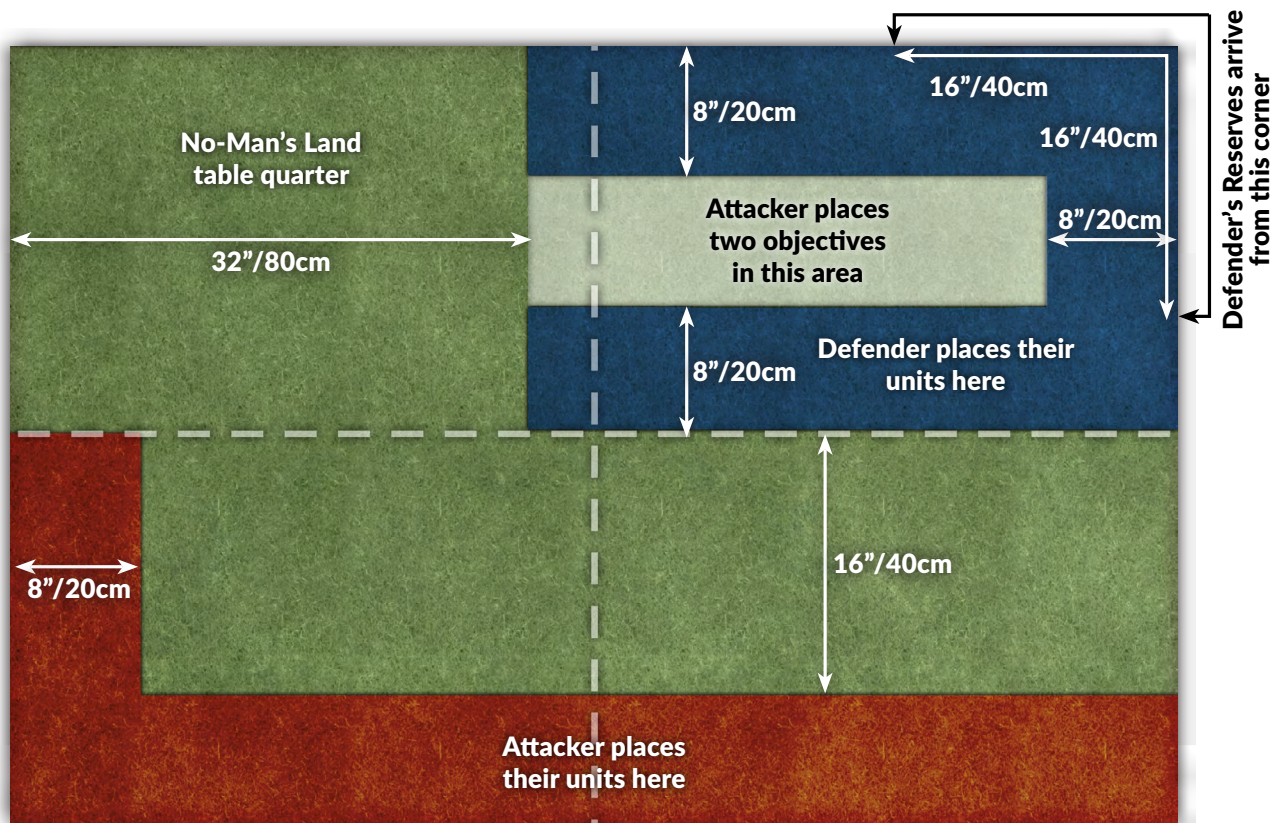 16”/40cm
8”/20cm
16”/40cm
No-Man’s Land
table quarter
Attacker places
two objectives
in this area
8”/20cm
32”/80cm
Defender’s Reserves arrive
from this corner
Defender places their
units here
8”/20cm
16”/40cm
8”/20cm
Attacker places
their units here